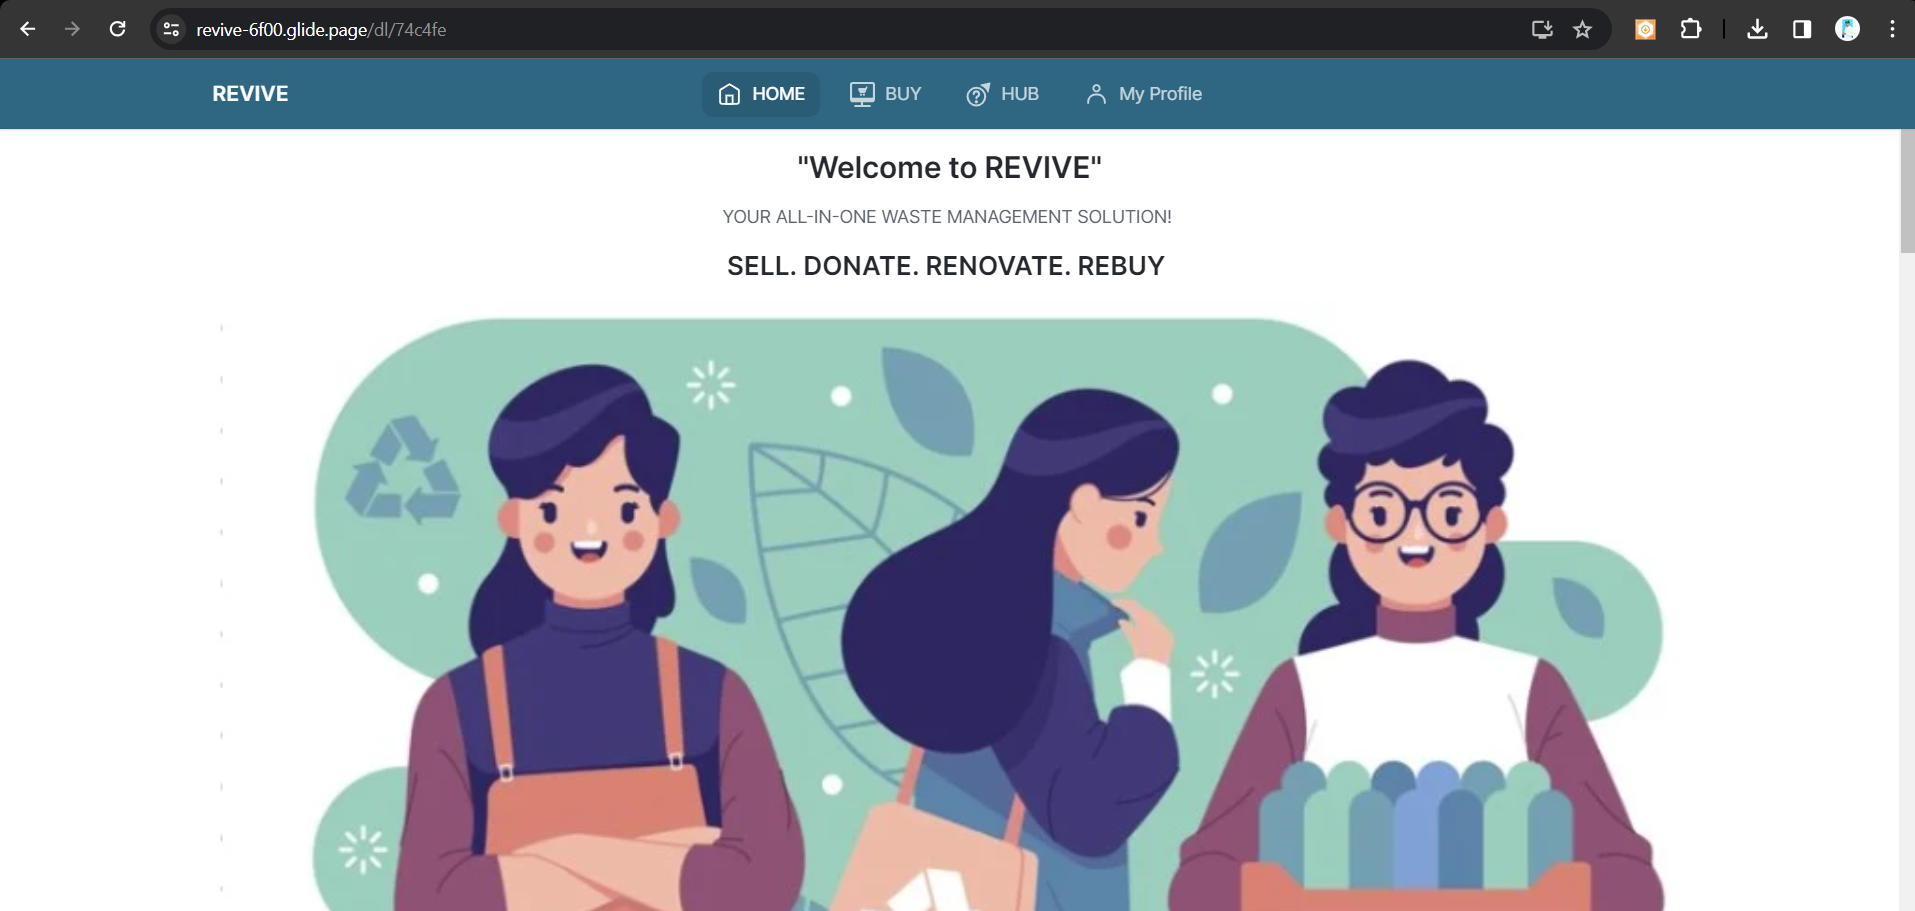 revive-6f00.glide.page/dl/74c4fe
REVIVE
HOME
BUY
HUB
My Profile
"Welcome to REVIVE"
YOUR ALL-IN-ONE WASTE MANAGEMENT SOLUTION!
SELL. DONATE. RENOVATE. REBUY